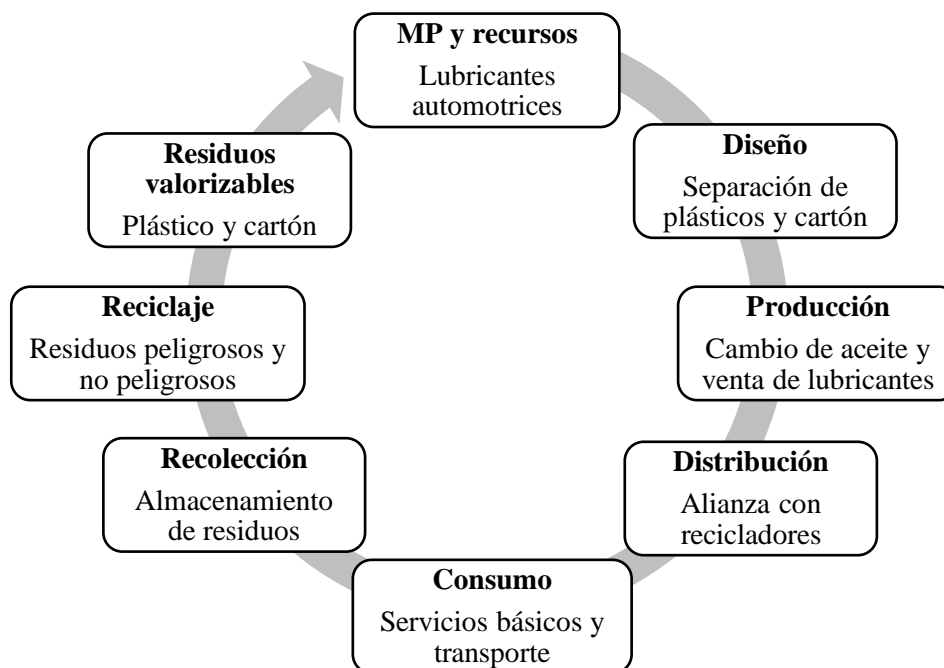 MP y recursos
Lubricantes
automotrices
Diseño
Separación de
plásticos y cartón
Producción
Cambio de aceite y
venta de lubricantes
Distribución
Alianza con
recicladores
Consumo
Servicios básicos y
transporte
Recolección
Almacenamiento
de residuos
Reciclaje
Residuos peligrosos y
no peligrosos
Residuos
valorizables
Plástico y cartón